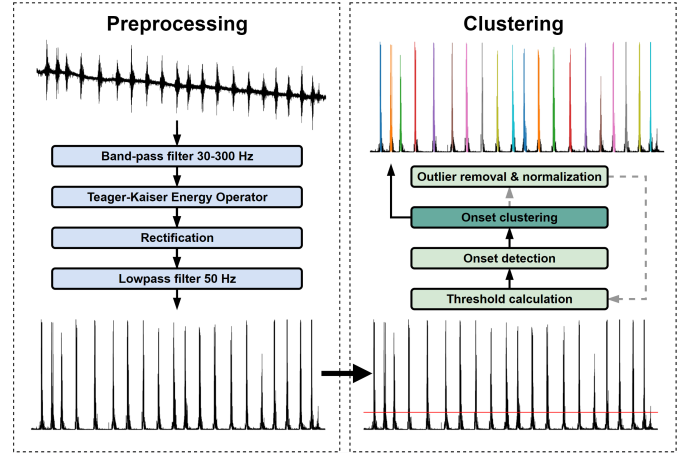 Preprocessing
Band-pass filter 30-300 Hz
Teager-Kaiser Energy Operator
Rectification
Lowpass filter 50 Hz
Clustering
Outlier removal & normalization
Onset clustering
Onset detection
Threshold calculation